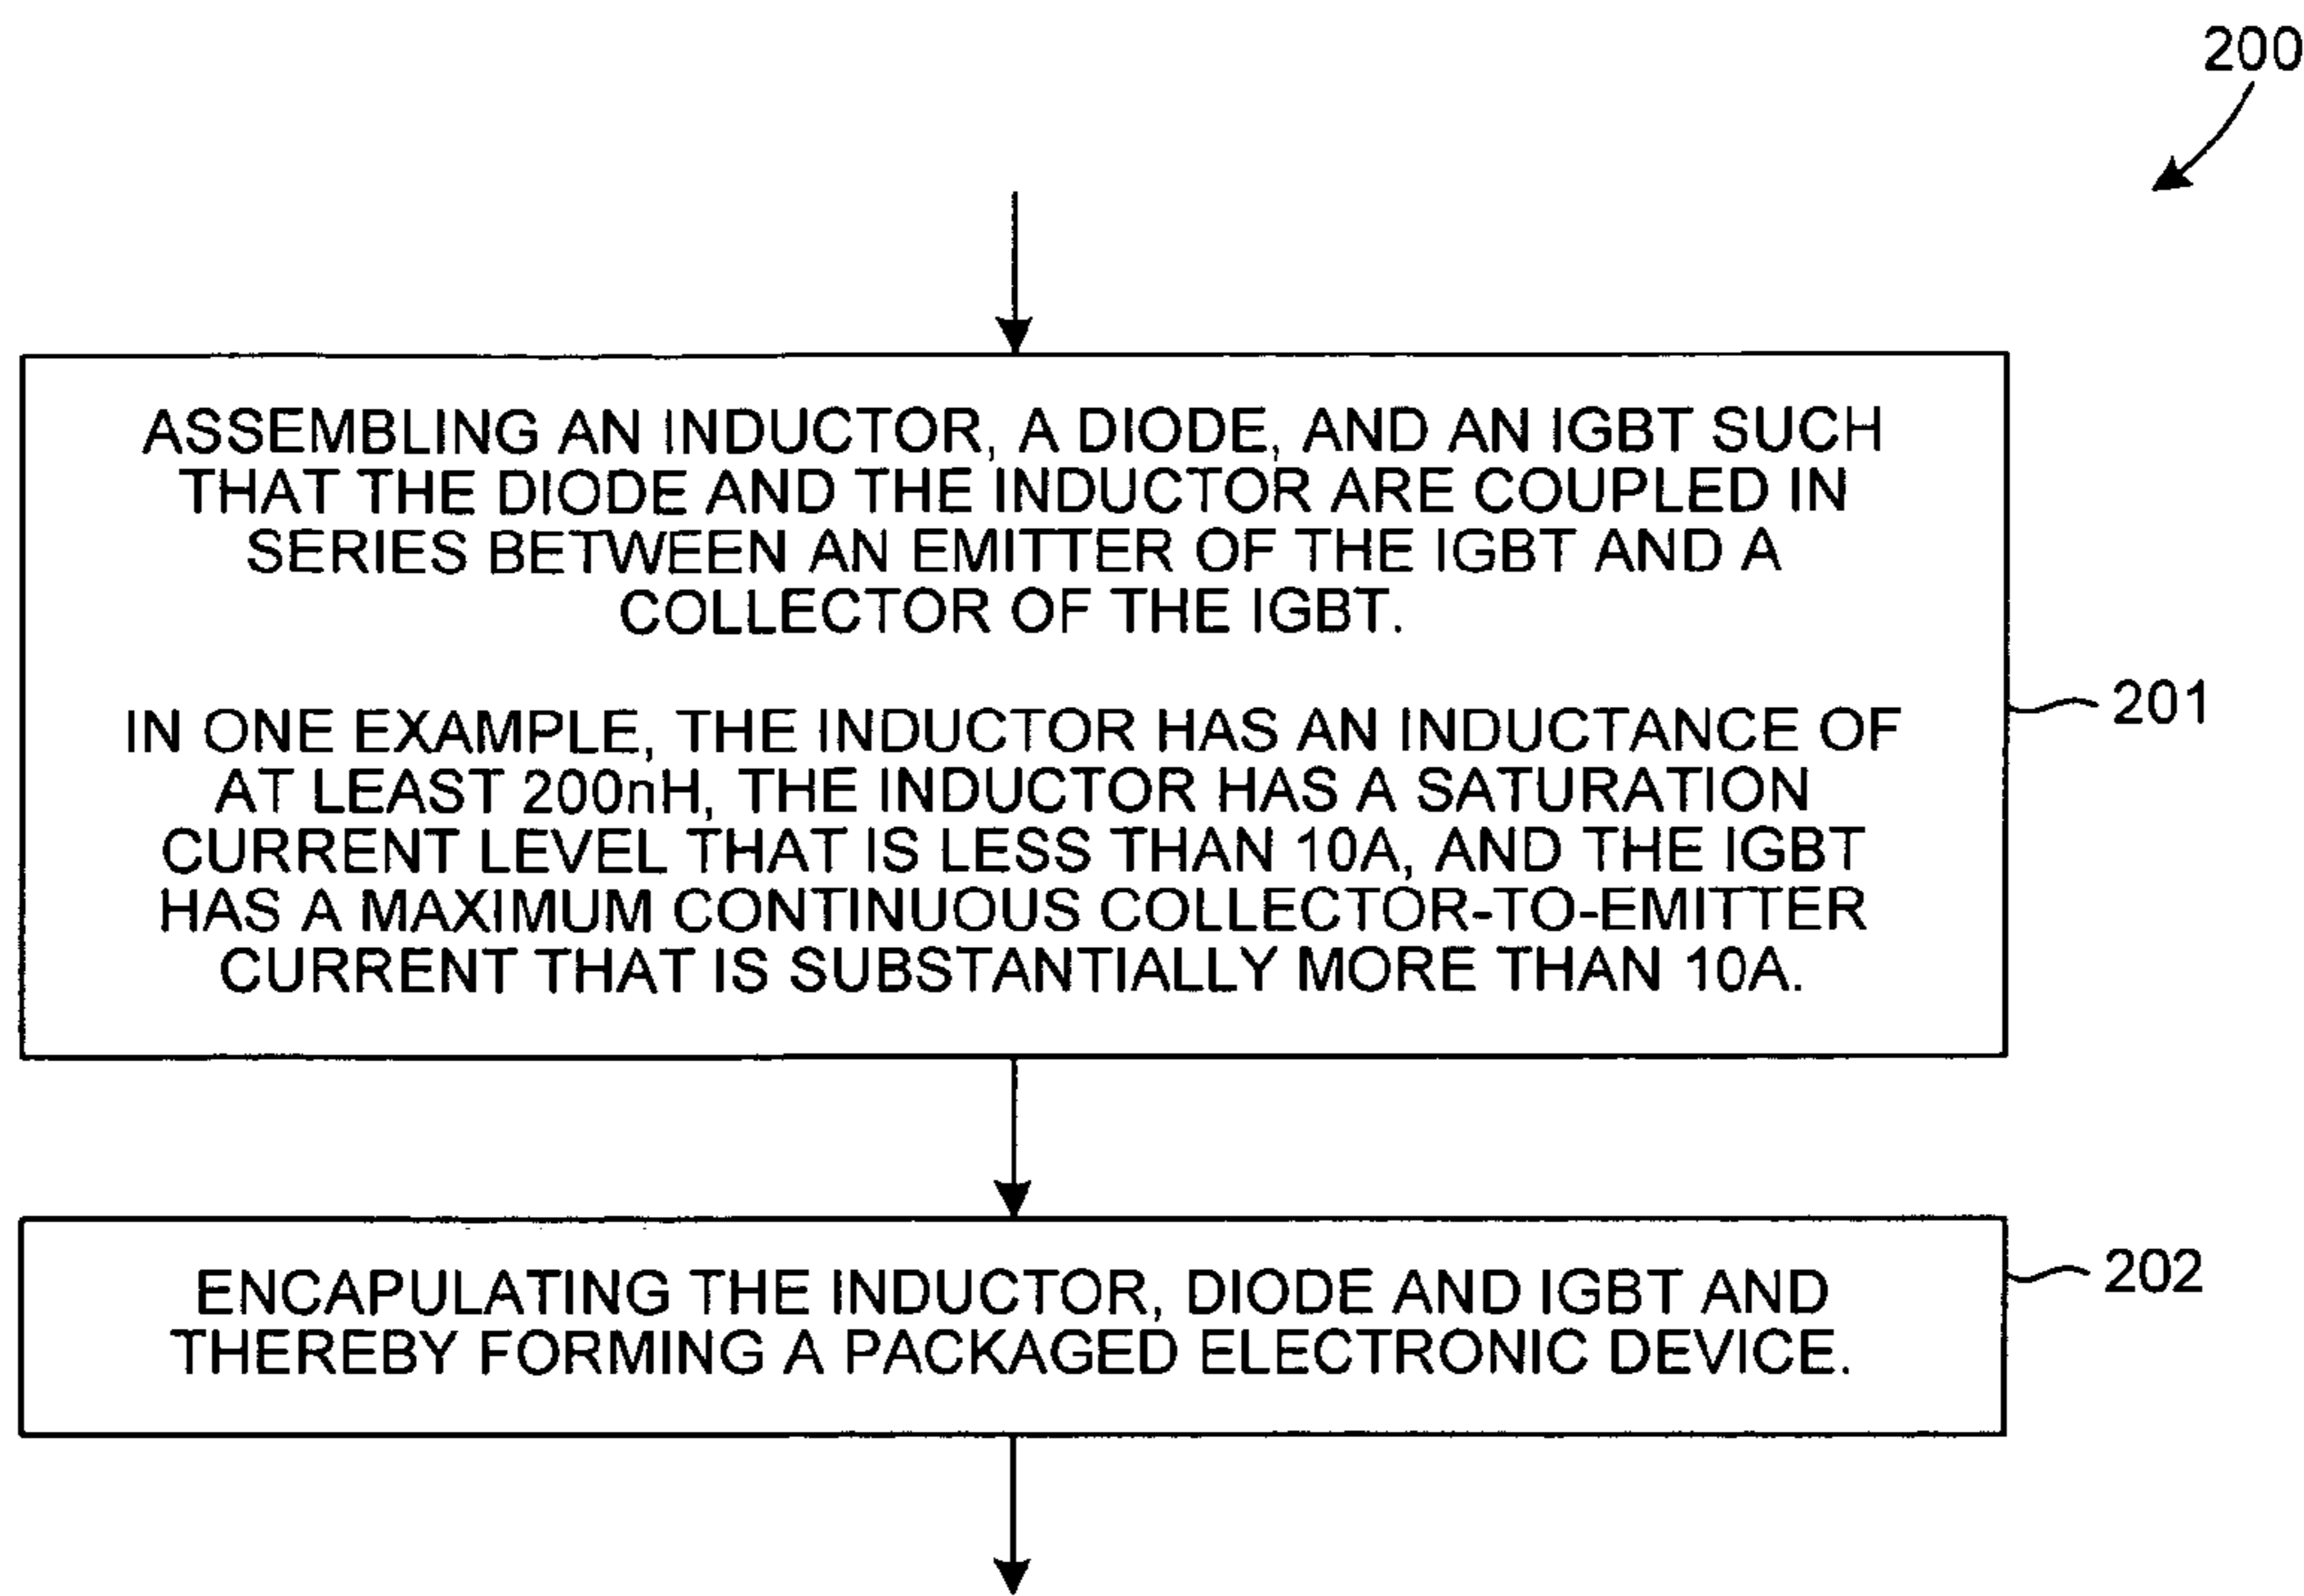 200
ASSEMBLING AN INDUCTOR, A DIODE, AND AN IGBT SUCH
THAT THE DIODE AND THE INDUCTOR ARE COUPLED IN
SERIES BETWEEN AN EMITTER OF THE IGBT AND A
COLLECTOR OF THE IGBT.
IN ONE EXAMPLE, THE INDUCTOR HAS AN INDUCTANCE OF
AT LEAST 200nH, THE INDUCTOR HAS A SATURATION
CURRENT LEVEL THAT IS LESS THAN 10A, AND THE IGBT
HAS A MAXIMUM CONTINUOUS COLLECTOR-TO-EMITTER
CURRENT THAT IS SUBSTANTIALLY MORE THAN 10A.
201
ENCAPULATING THE INDUCTOR, DIODE AND IGBT AND
THEREBY FORMING A PACKAGED ELECTRONIC DEVICE.
202